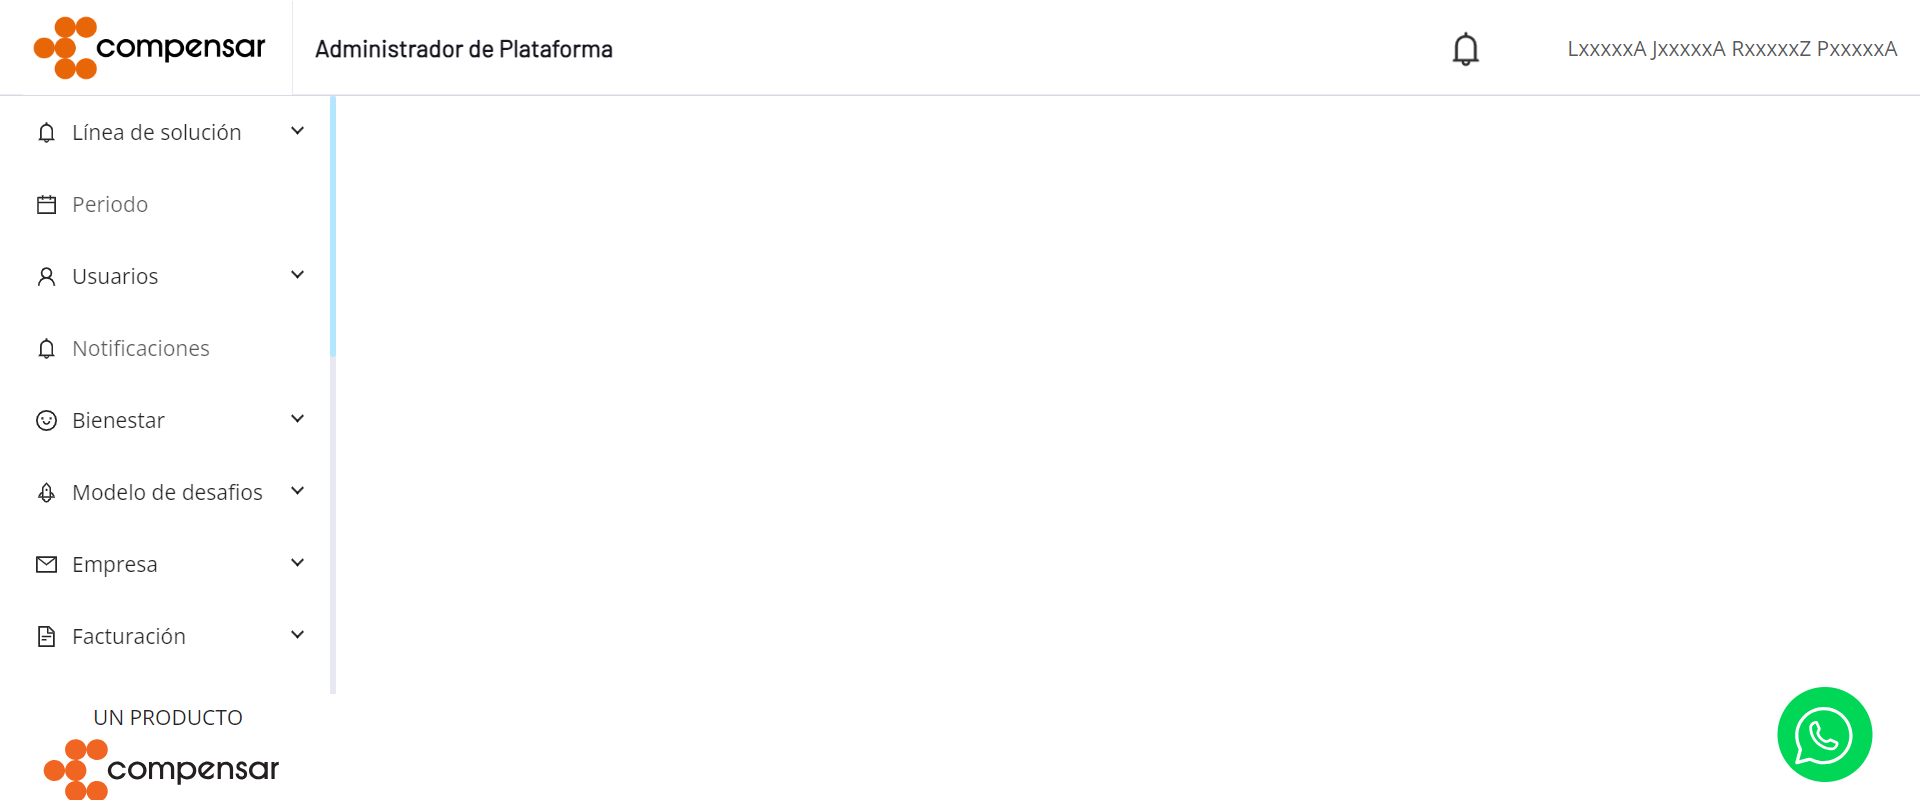 compensar
Administrador de Plataforma
LxxxxxA JxxxxxA RxxxxxZ PxxxxxA
Línea de solución
Periodo
Usuarios
Notificaciones
Bienestar
Modelo de desafios
Empresa
Facturación
UN PRODUCTO
compensar